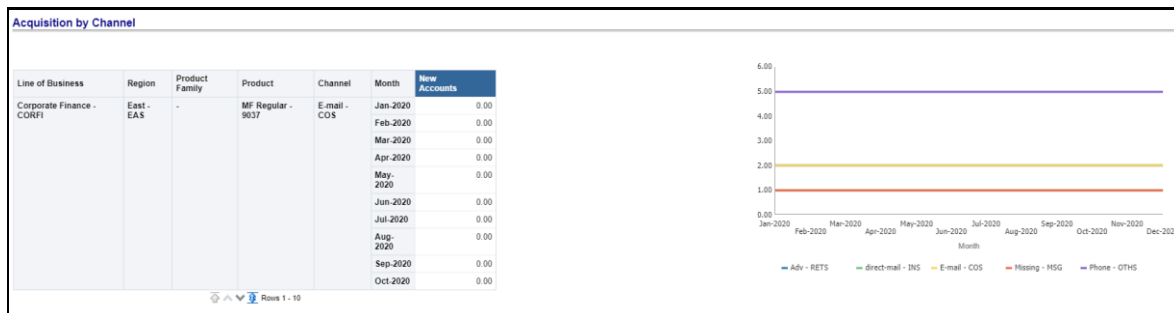 Acquisition by Channel
Line of Business Region Product Family Product Channel Month New Accounts
Corporate Finance - CORFI East - EAS - MF Regular - 9037 E-mail - COS Jan-2020 0.00
Feb-2020 0.00
Mar-2020 0.00
Apr-2020 0.00
May-2020 0.00
Jun-2020 0.00
Jul-2020 0.00
Aug-2020 0.00
Sep-2020 0.00
Oct-2020 0.00
Rows 1 - 10
6.00
5.00
4.00
3.00
2.00
1.00
0.00
Jan-2020 Mar-2020 May-2020 Jul-2020 Sep-2020 Nov-2020
Feb-2020 Apr-2020 Jun-2020 Aug-2020 Oct-2020
Month
Adv - RETS direct-mail - INS E-mail - COS Missing - MSG Phone - OTHS